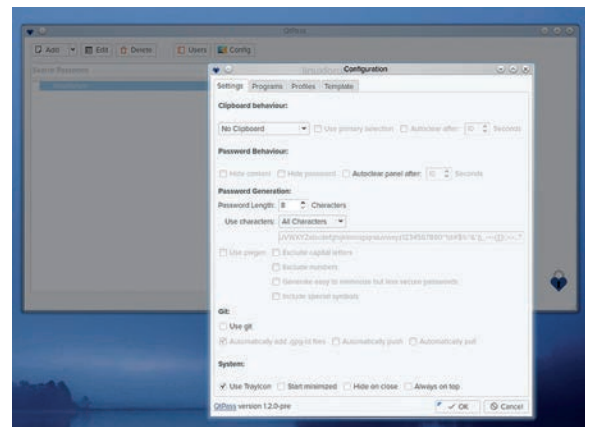 QtPass
Add Edit Delete Users Config
Configuration
Settings Programs Profiles Template
Clipboard behaviour:
No Clipboard Use primary selection Autoclear after: 10 Seconds
Password Behaviour:
Hide content Hide password Autoclear panel after: 10 Seconds
Password Generation:
Password Length: 8 Characters
Use characters: All Characters
Use pwgen Exclude capital letters
Exclude numbers
Generate easy to memorize but less secure passwords
Include special symbols
Git:
Use git
Automatically add .gpg-id files Automatically push Automatically pull
System:
Use TrayIcon Start minimized Hide on close Always on top
QtPass version 1.2.0-pre OK Cancel